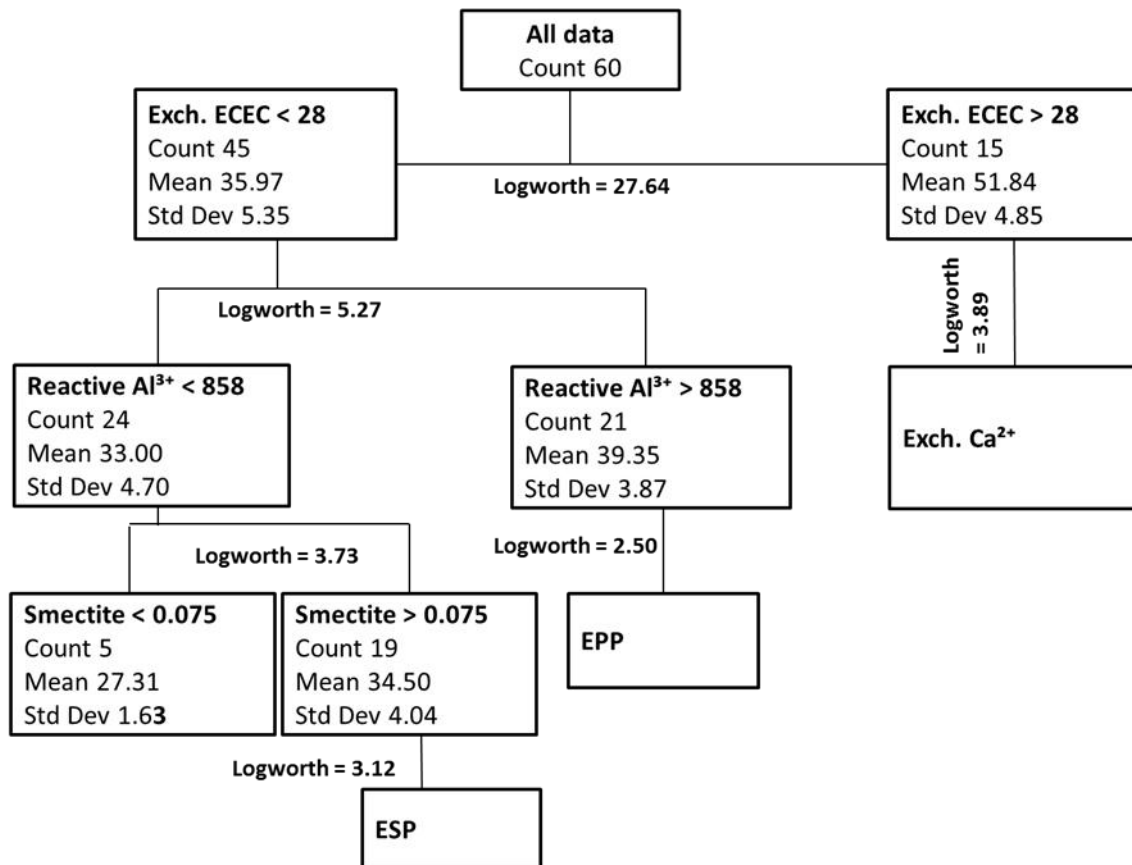 All data
Count 60
Exch. ECEC < 28
Count 45
Mean 35.97
Std Dev 5.35
Exch. ECEC > 28
Count 15
Mean 51.84
Std Dev 4.85
Logworth = 27.64
Logworth = 5.27
Logworth
= 3.89
Reactive Al³⁺ < 858
Count 24
Mean 33.00
Std Dev 4.70
Reactive Al³⁺ > 858
Count 21
Mean 39.35
Std Dev 3.87
Exch. Ca²⁺
Logworth = 3.73
Logworth = 2.50
Smectite < 0.075
Count 5
Mean 27.31
Std Dev 1.63
Smectite > 0.075
Count 19
Mean 34.50
Std Dev 4.04
EPP
Logworth = 3.12
ESP